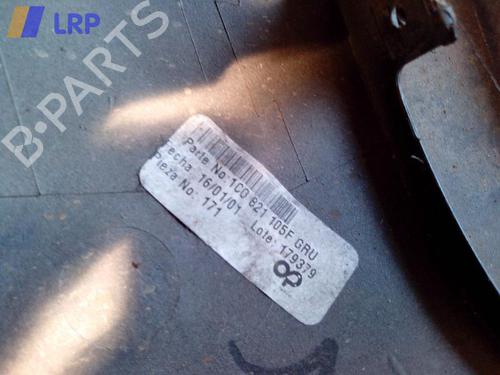 LRP
B-PARTS
Parte No.1C0 821 105F GRU
Fecha 16/01/01 Lote: 179379
Pieza No: 171